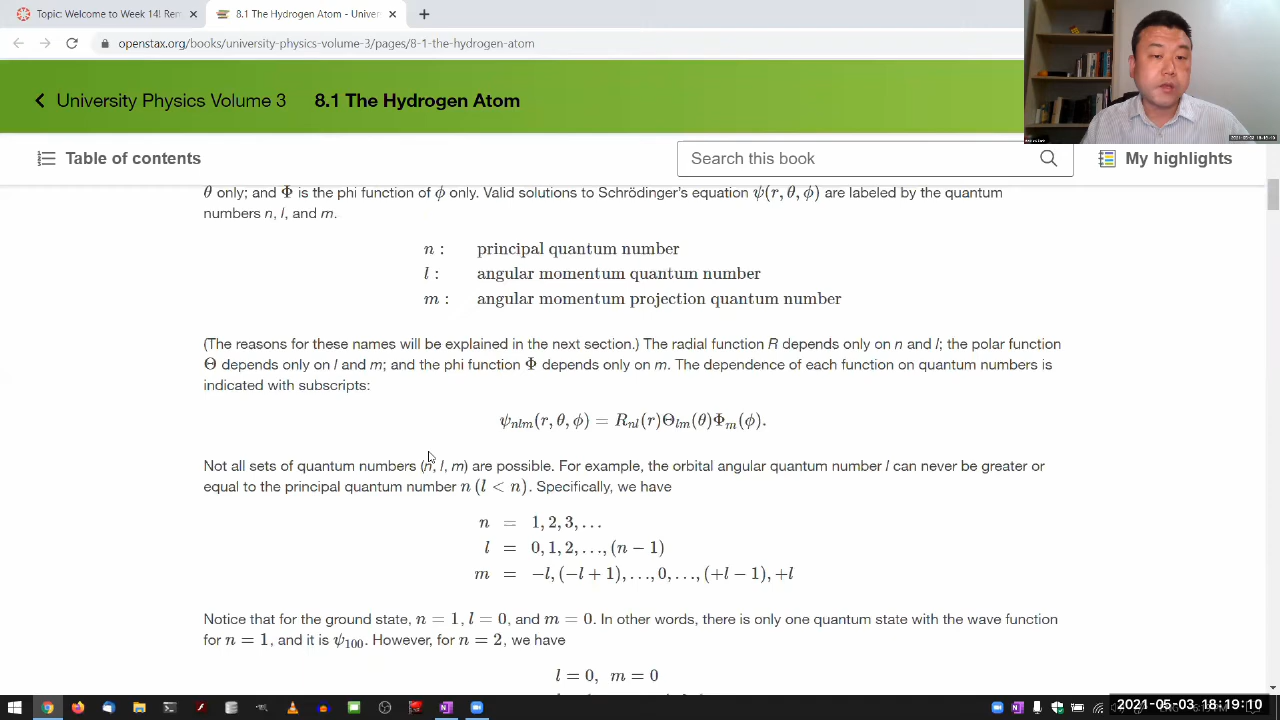 Topic: Welcome to Week 14! Ren
8.1 The Hydrogen Atom - Univer
openstax.org/books/university-physics-volume-3/pages/8-1-the-hydrogen-atom
University Physics Volume 3 8.1 The Hydrogen Atom
Table of contents
Search this book
My highlights
θ only; and Φ is the phi function of ϕ only. Valid solutions to Schrödinger's equation ψ(r, θ, ϕ) are labeled by the quantum
numbers n, l, and m.
n : principal quantum number
l : angular momentum quantum number
m : angular momentum projection quantum number
(The reasons for these names will be explained in the next section.) The radial function R depends only on n and l; the polar function
Θ depends only on l and m; and the phi function Φ depends only on m. The dependence of each function on quantum numbers is
indicated with subscripts:
ψnlm(r, θ, ϕ) = Rnl(r)Θlm(θ)Φm(ϕ).
Not all sets of quantum numbers (n, l, m) are possible. For example, the orbital angular quantum number l can never be greater or
equal to the principal quantum number n (l < n). Specifically, we have
n = 1, 2, 3, . . .
l = 0, 1, 2, . . . , (n − 1)
m = −l, (−l + 1), . . . , 0, . . . , (+l − 1), +l
Notice that for the ground state, n = 1, l = 0, and m = 0. In other words, there is only one quantum state with the wave function
for n = 1, and it is ψ100. However, for n = 2, we have
l = 0, m = 0
2021-05-03 18:19:10
2021-05-03 18:19:10